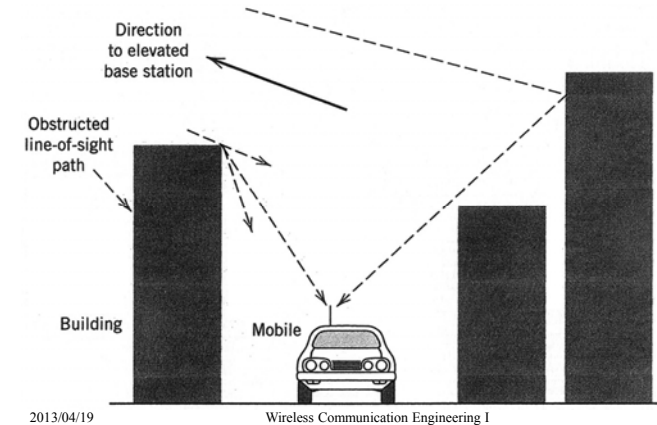 Direction
to elevated
base station
Obstructed
line-of-sight
path
Building
Mobile
2013/04/19
Wireless Communication Engineering I